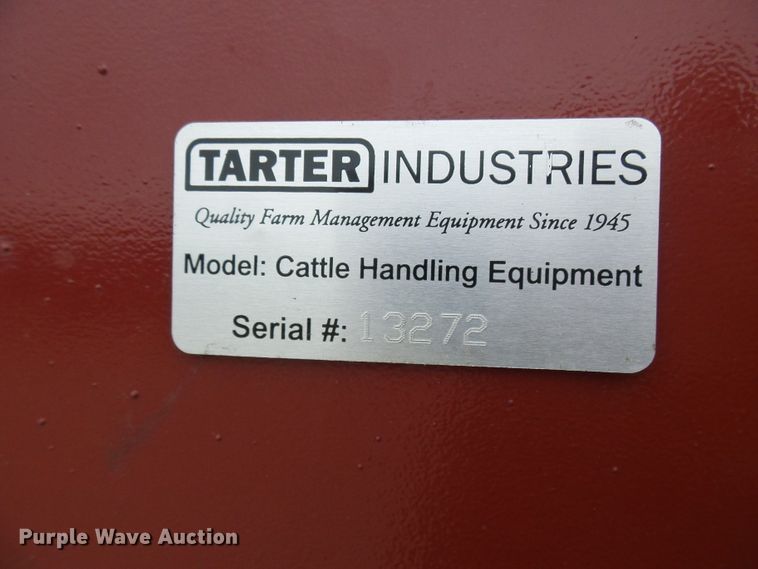 TARTER INDUSTRIES
Quality Farm Management Equipment Since 1945
Model: Cattle Handling Equipment
Serial #: 13272
Purple Wave Auction